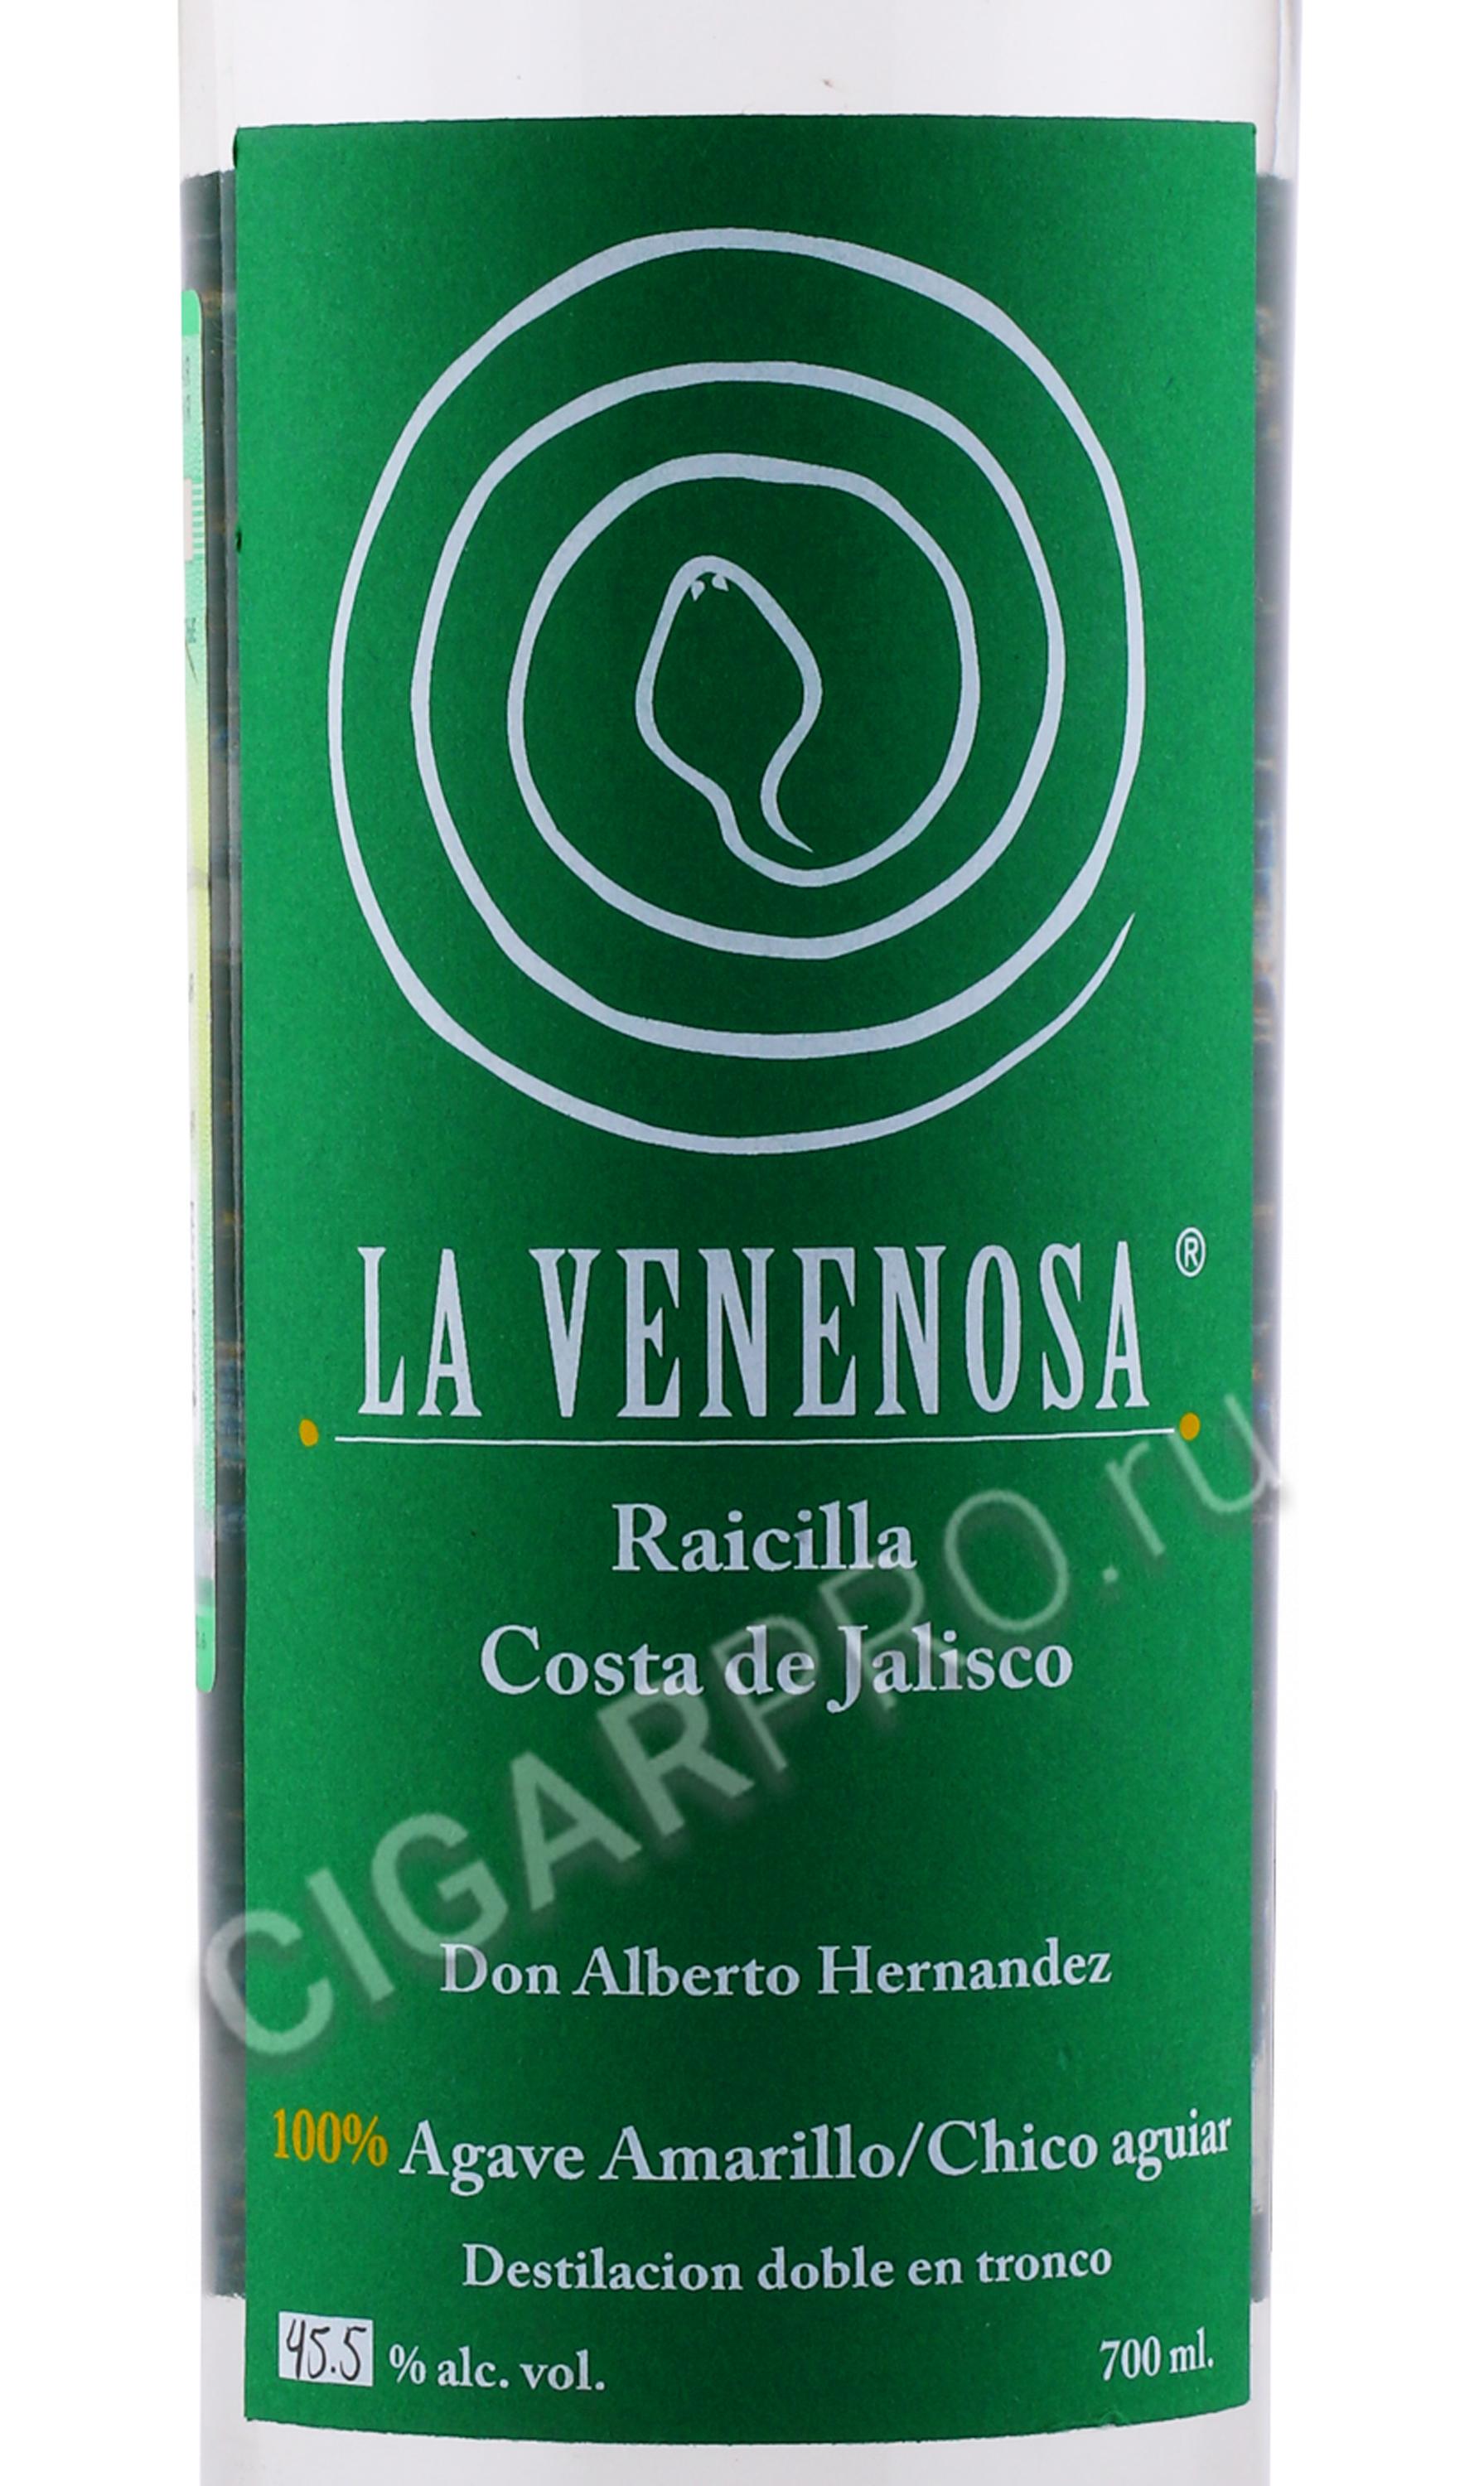 LA VENENOSA ®
Raicilla
Costa de Jalisco
CIGARPRO.ru
Don Alberto Hernandez
100% Agave Amarillo/Chico aguiar
Destilacion doble en tronco
45.5 % alc. vol.
700 ml.